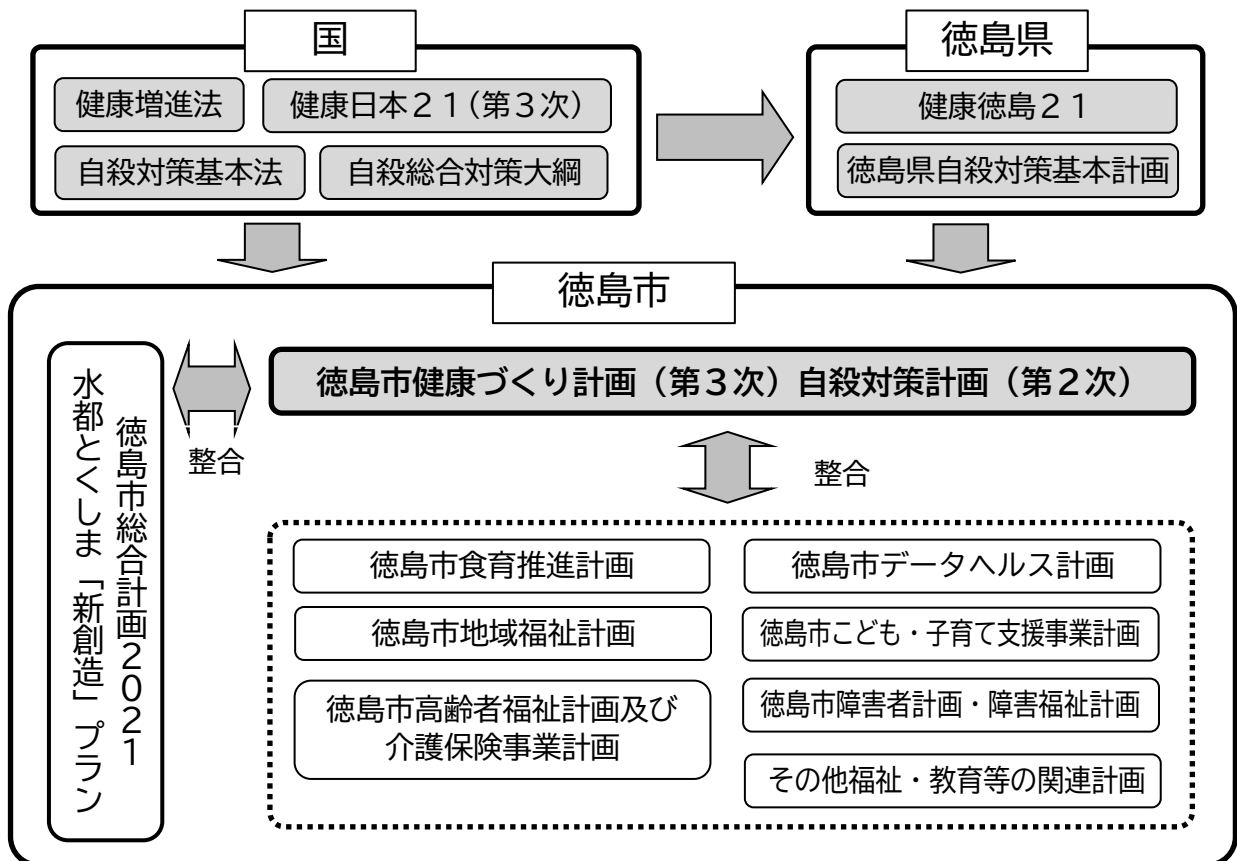 国
健康増進法
健康日本２１（第３次）
自殺対策基本法
自殺総合対策大綱
徳島県
健康徳島２１
徳島県自殺対策基本計画
徳島市
徳島市総合計画２０２１
水都とくしま「新創造」プラン
整合
徳島市健康づくり計画（第３次）自殺対策計画（第２次）
整合
徳島市食育推進計画
徳島市データヘルス計画
徳島市地域福祉計画
徳島市こども・子育て支援事業計画
徳島市高齢者福祉計画及び
介護保険事業計画
徳島市障害者計画・障害福祉計画
その他福祉・教育等の関連計画